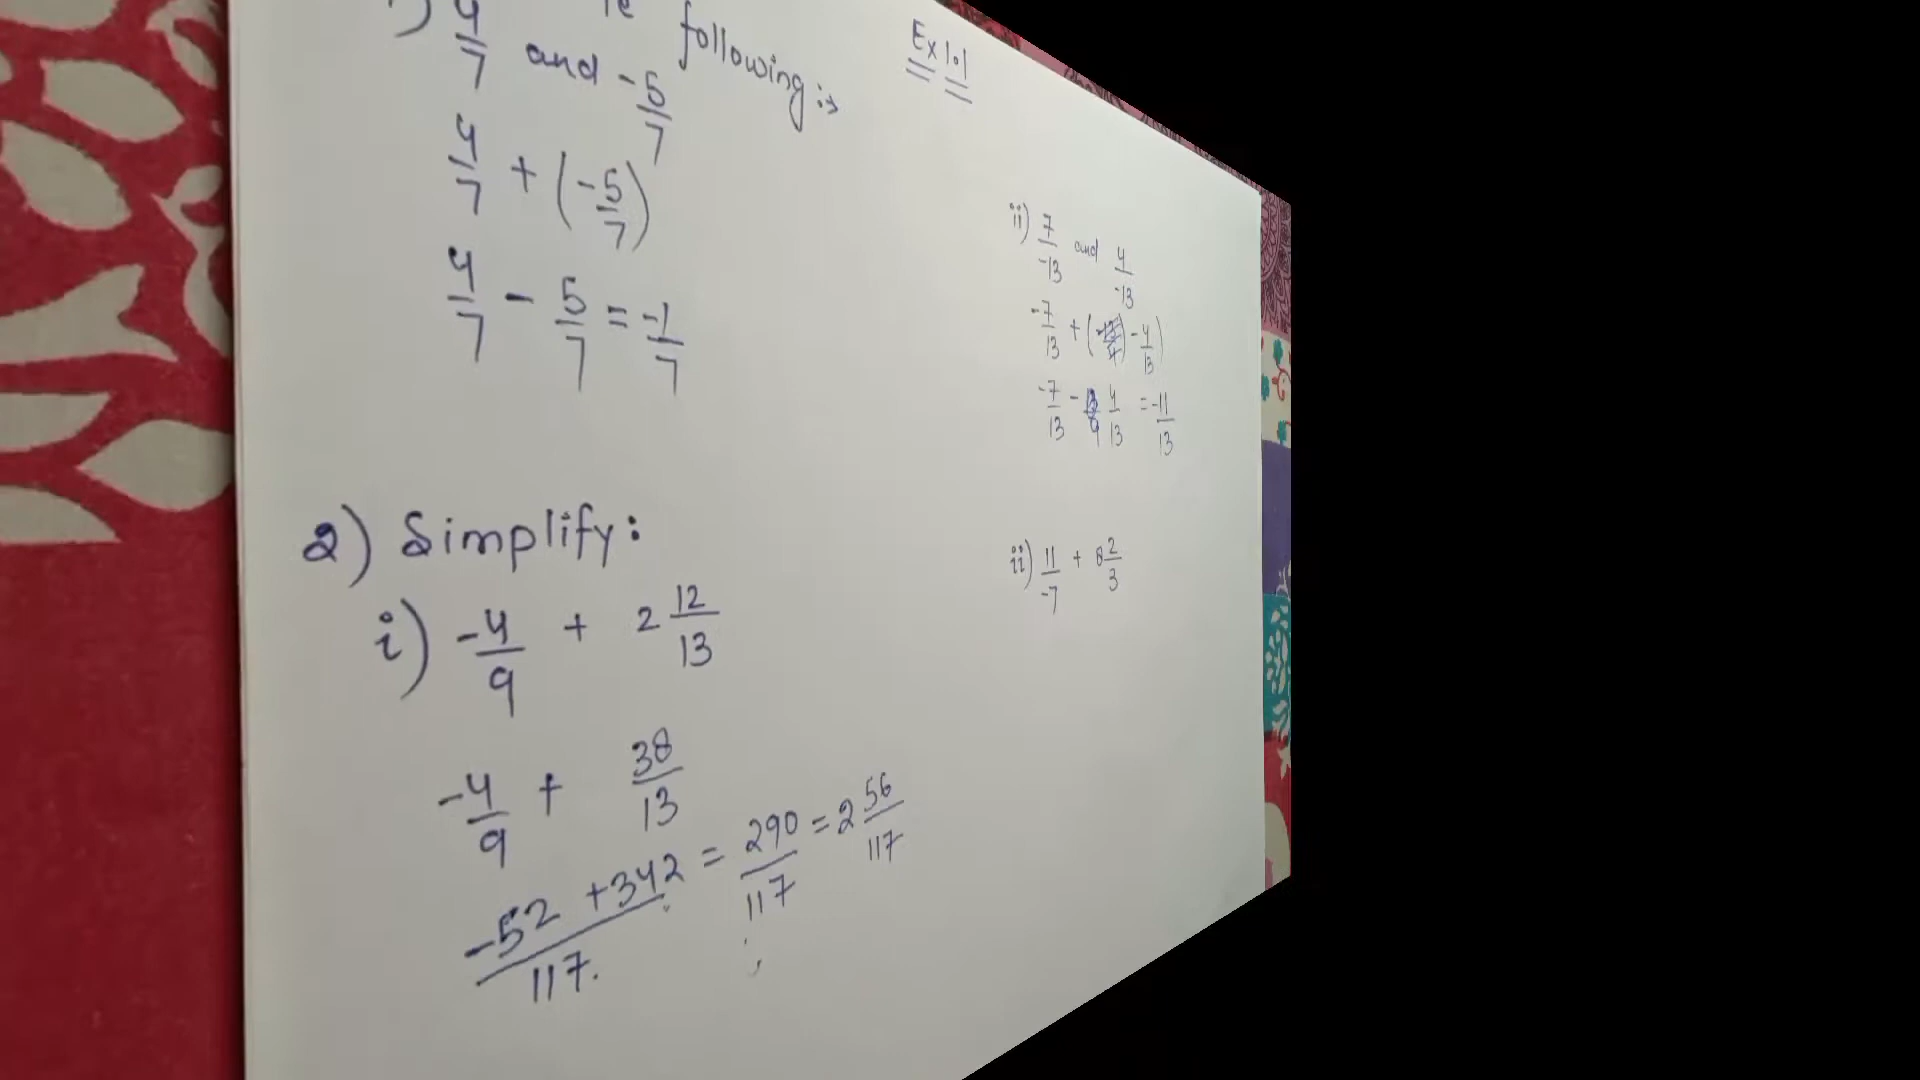 Ex 1.1
following :→
4/7 and -5/7
4/7 + (-5/7)
4/7 - 5/7 = -1/7
ii) 7/-13 and 4/-13
-7/13 + ( -4/13)
-7/13 - 4/13 = -11/13
2) Simplify:
i) -4/9 + 2 12/13
-4/9 + 38/13
-52 +342/117. = 290/117 = 2 56/117
ii) 11/-7 + 8 2/3